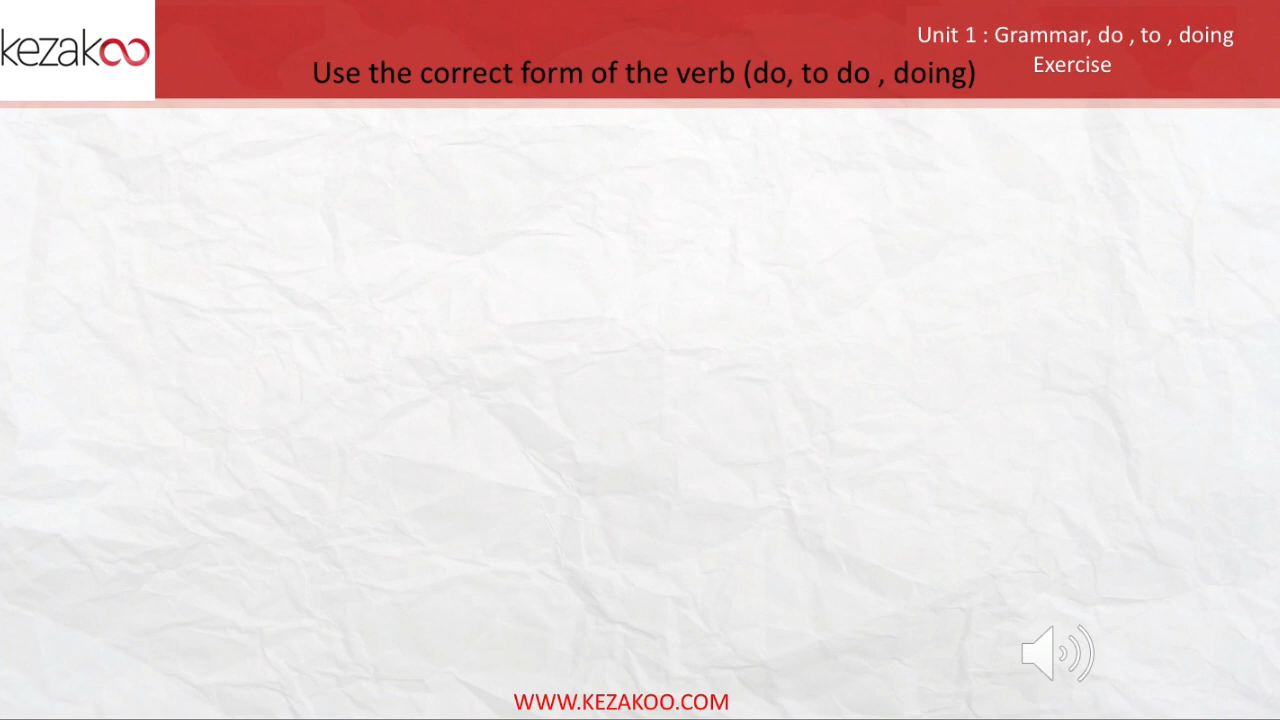 kezakoo
Unit 1 : Grammar, do , to , doing
Exercise
Use the correct form of the verb (do, to do , doing)
WWW.KEZAKOO.COM